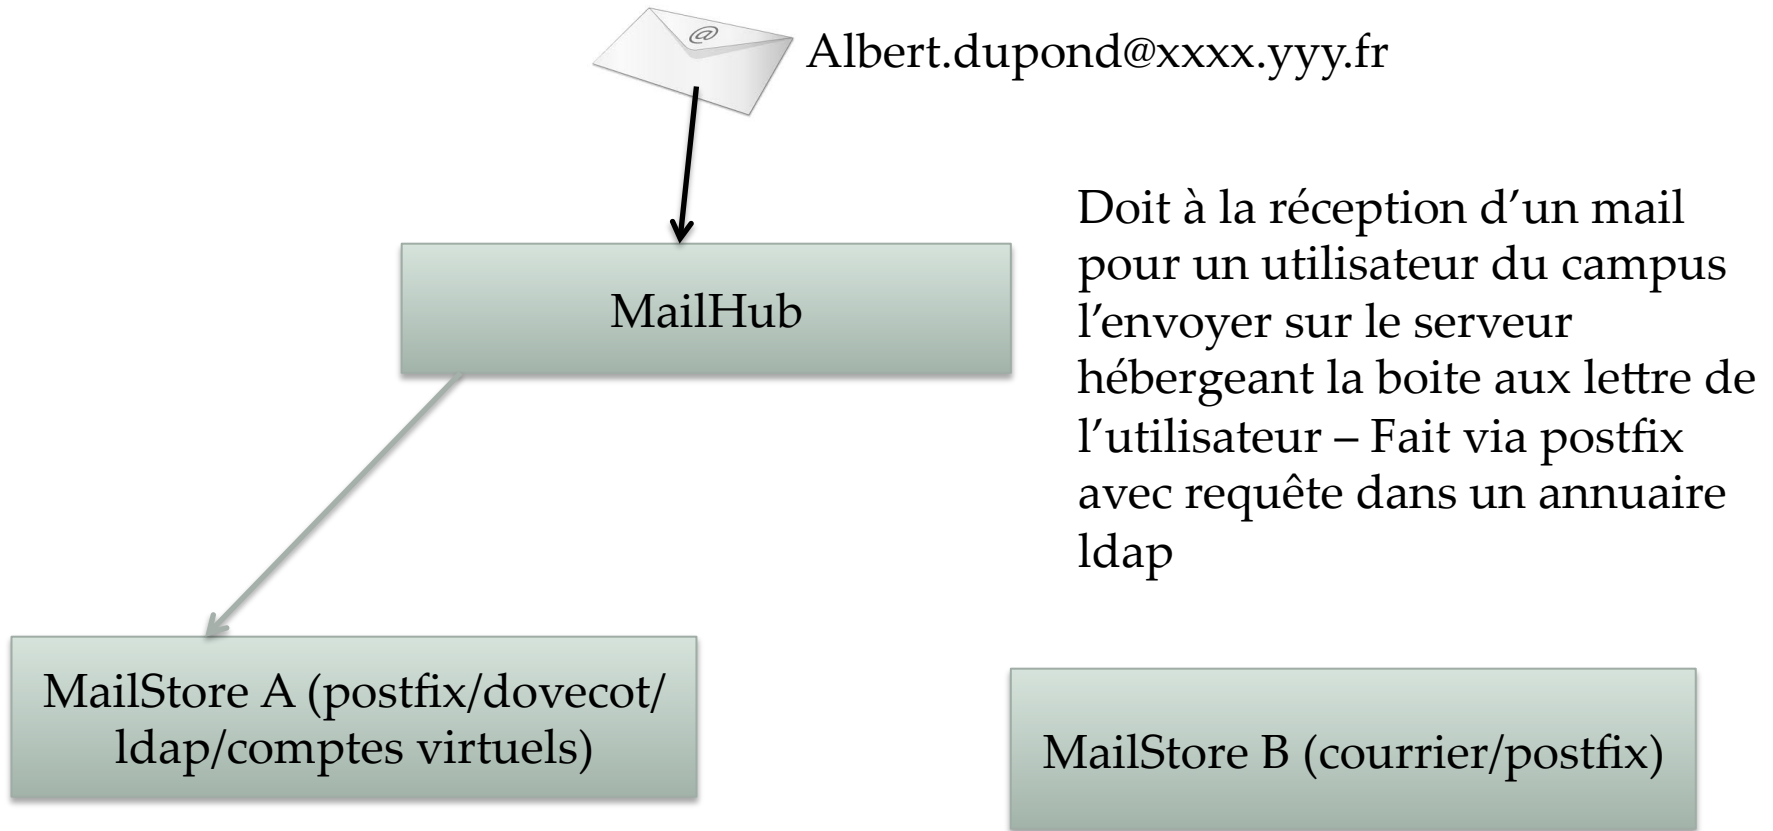 @
Albert.dupond@xxxx.yyy.fr
MailHub
Doit à la réception d’un mail
pour un utilisateur du campus
l’envoyer sur le serveur
hébergeant la boite aux lettre de
l’utilisateur – Fait via postfix
avec requête dans un annuaire
ldap
MailStore A (postfix/dovecot/
ldap/comptes virtuels)
MailStore B (courrier/postfix)